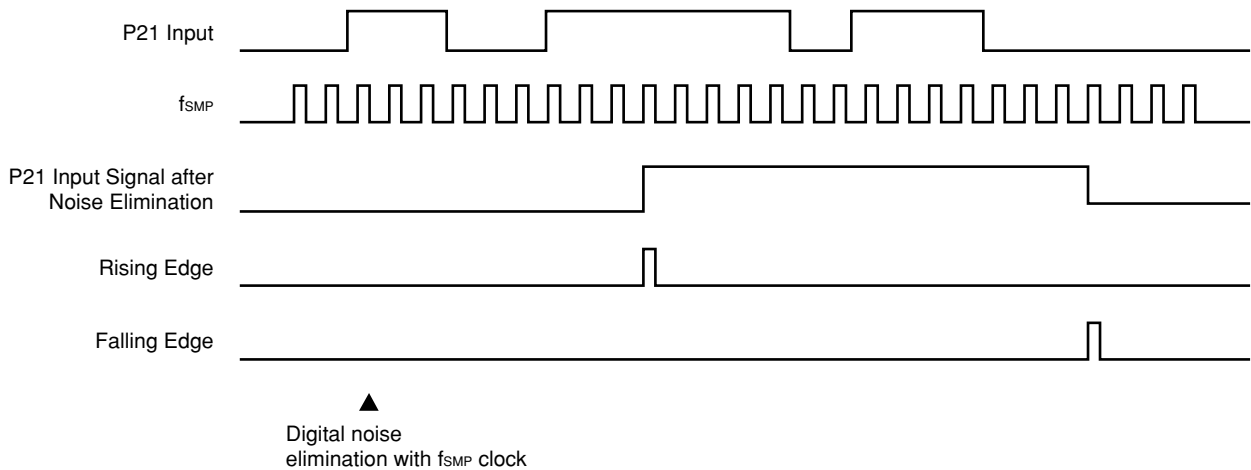 P21 Input
fSMP
P21 Input Signal after
Noise Elimination
Rising Edge
Falling Edge
▲
Digital noise
elimination with fSMP clock